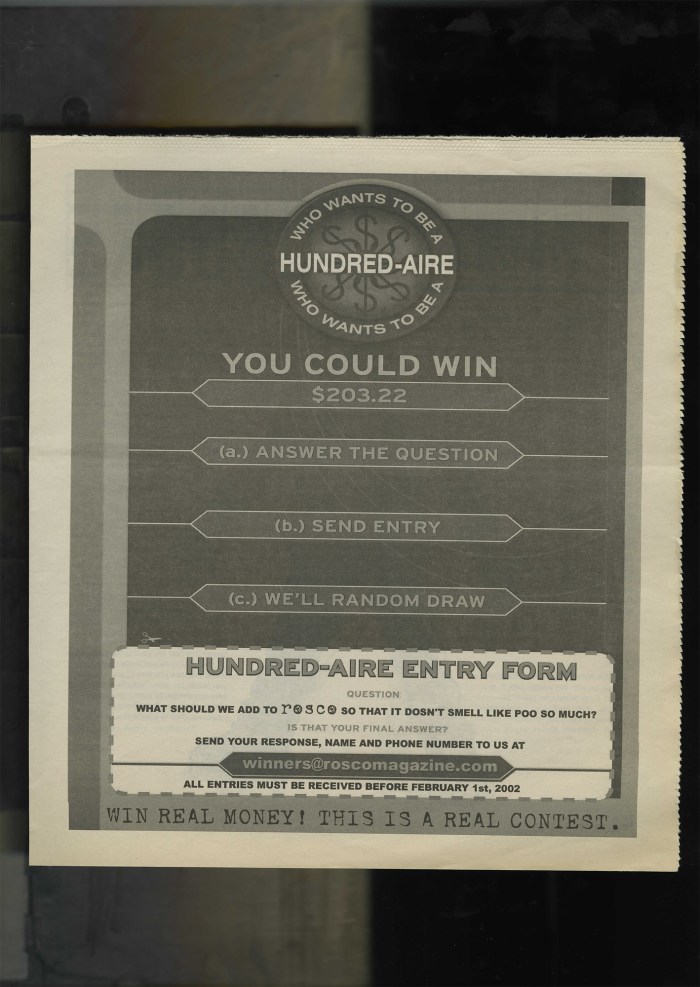 WHO WANTS TO BE A
HUNDRED-AIRE
WHO WANTS TO BE A
YOU COULD WIN
$203.22
(a.) ANSWER THE QUESTION
(b.) SEND ENTRY
(c.) WE'LL RANDOM DRAW
HUNDRED-AIRE ENTRY FORM
QUESTION
WHAT SHOULD WE ADD TO rosco SO THAT IT DOSN'T SMELL LIKE POO SO MUCH?
IS THAT YOUR FINAL ANSWER?
SEND YOUR RESPONSE, NAME AND PHONE NUMBER TO US AT
winners@roscomagazine.com
ALL ENTRIES MUST BE RECEIVED BEFORE FEBRUARY 1st, 2002
WIN REAL MONEY! THIS IS A REAL CONTEST.